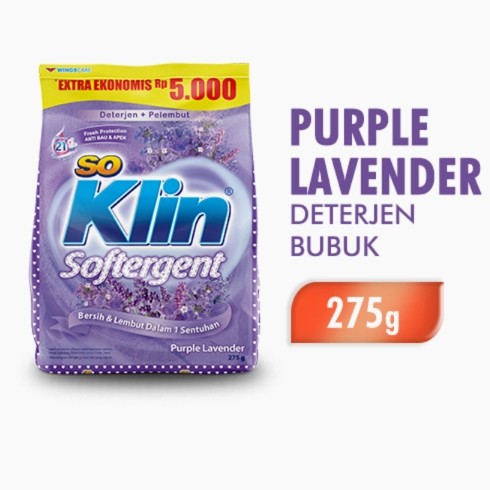 WINGSCARE
EXTRA EKONOMIS Rp 5.000
Deterjen + Pelembut
Fresh Protection
ANTI BAU & APEK
21
SO
Klin®
Softergent
Bersih & Lembut Dalam 1 Sentuhan
Purple Lavender
275 g
PURPLE
LAVENDER
DETERJEN
BUBUK
275g